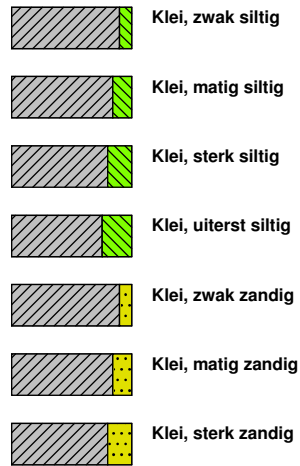 Klei, zwak siltig
Klei, matig siltig
Klei, sterk siltig
Klei, uiterst siltig
Klei, zwak zandig
Klei, matig zandig
Klei, sterk zandig